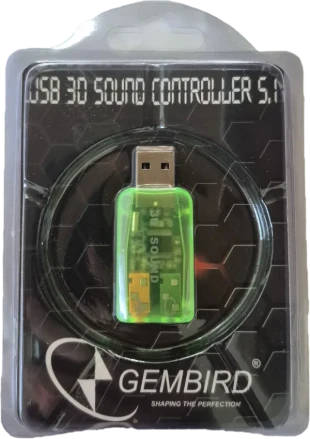 USB 3D SOUND CONTROLLER 5.1
3D SOUND
GEMBIRD®
SHAPING THE PERFECTION